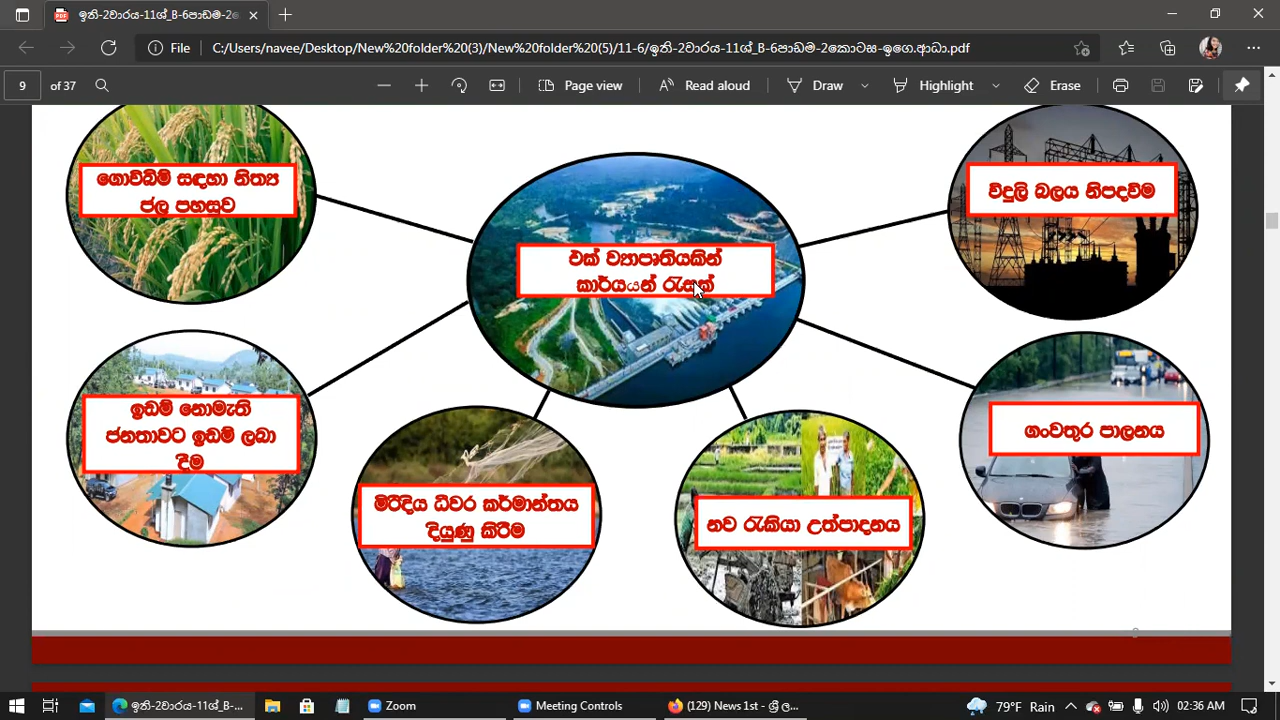 ඉති-2වාරය-11ශ්_B-6පාඩම-2ෙ
File
C:/Users/navee/Desktop/New%20folder%20(3)/New%20folder%20(5)/11-6/ඉති-2වාරය-11ශ්_B-6පාඩම-2කොටස-ඉගෙ.ආධා.pdf
9 of 37
Page view
Read aloud
Draw
Highlight
Erase
ගොවිබිම් සඳහා නිත්‍ය
ජල පහසුව
විදුලි බලය නිපදවීම
එක් ව්‍යාපෘතියකින්
කාර්යයන් රැසක්
ඉඩම් නොමැති
ජනතාවට ඉඩම් ලබා
දීම
ගංවතුර පාලනය
මිරිදිය ධීවර කර්මාන්තය
දියුණු කිරීම
නව රැකියා උත්පාදනය
9
ඉති-2වාරය-11ශ්_B-...
Zoom
Meeting Controls
(129) News 1st - ශ්‍රී ල...
79°F Rain
02:36 AM